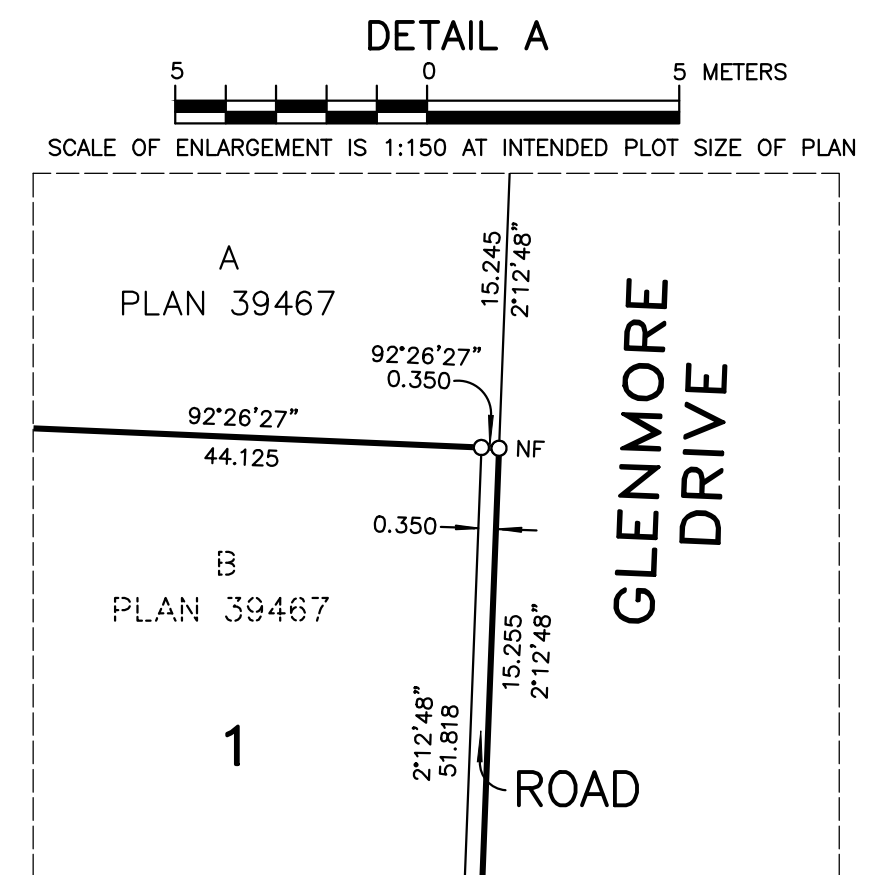 DETAIL A
5 0 5 METERS
SCALE OF ENLARGEMENT IS 1:150 AT INTENDED PLOT SIZE OF PLAN
A
PLAN 39467
15.245
2°12'48"
92°26'27"
0.350
92°26'27"
44.125
NF
GLENMORE
DRIVE
0.350
B
PLAN 39467
15.255
2°12'48"
2°12'48"
51.818
1
ROAD